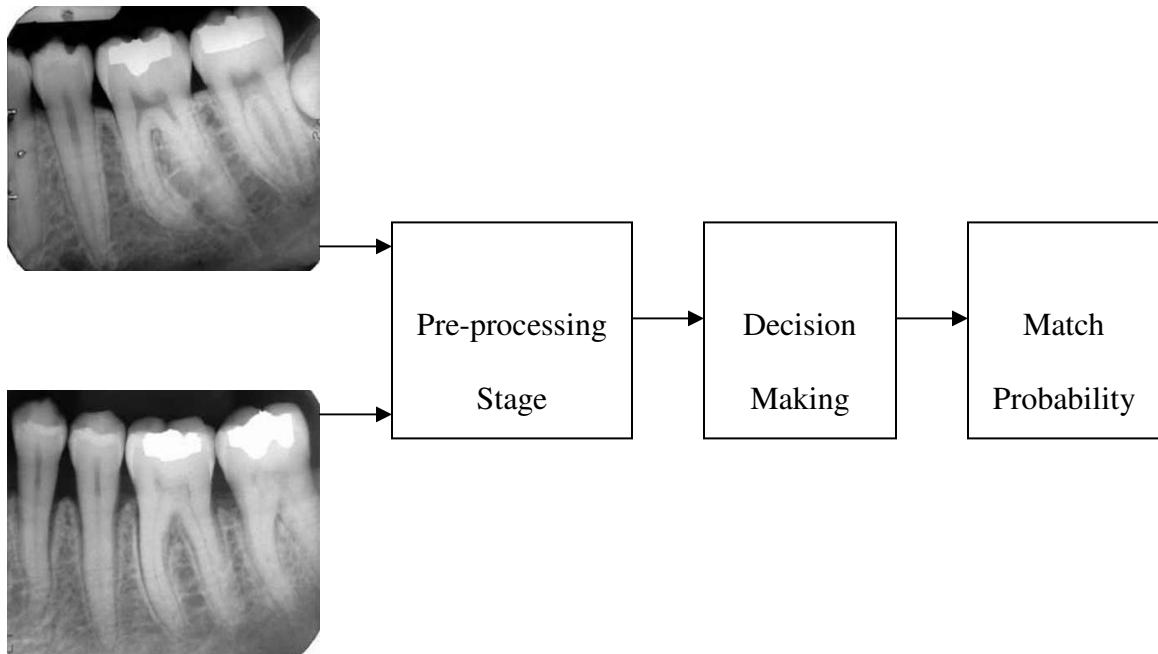 Pre-processing
Stage
Decision
Making
Match
Probability